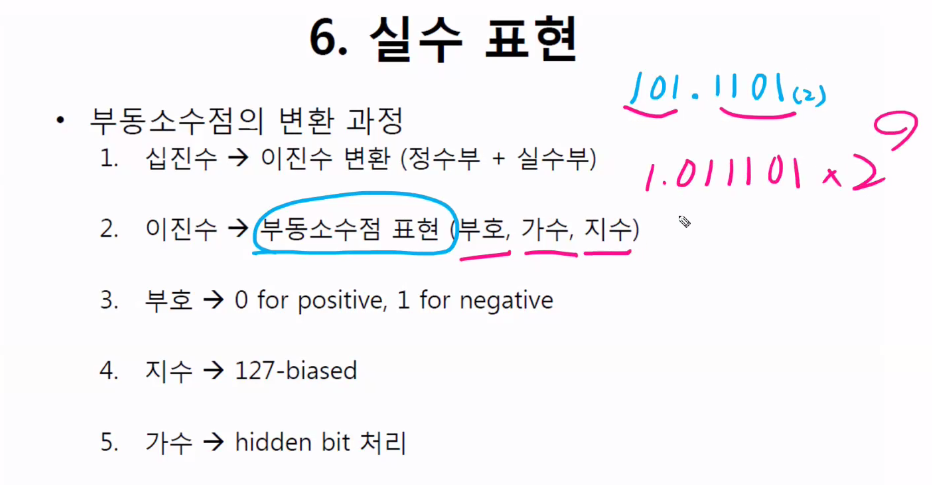 6. 실수 표현
101.1101(2)
• 부동소수점의 변환 과정
1. 십진수 → 이진수 변환 (정수부 + 실수부)
1.011101 × 2
2. 이진수 → 부동소수점 표현 (부호, 가수, 지수)
3. 부호 → 0 for positive, 1 for negative
4. 지수 → 127-biased
5. 가수 → hidden bit 처리